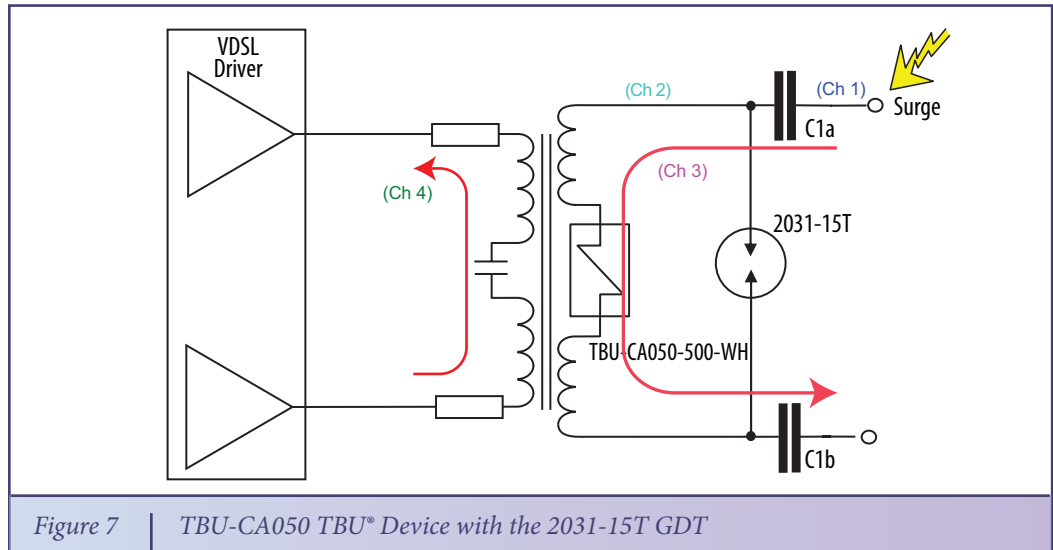 VDSL
Driver
(Ch 2)
(Ch 1)
Surge
C1a
(Ch 3)
(Ch 4)
2031-15T
TBU-CA050-500-WH
C1b
Figure 7 | TBU-CA050 TBU® Device with the 2031-15T GDT